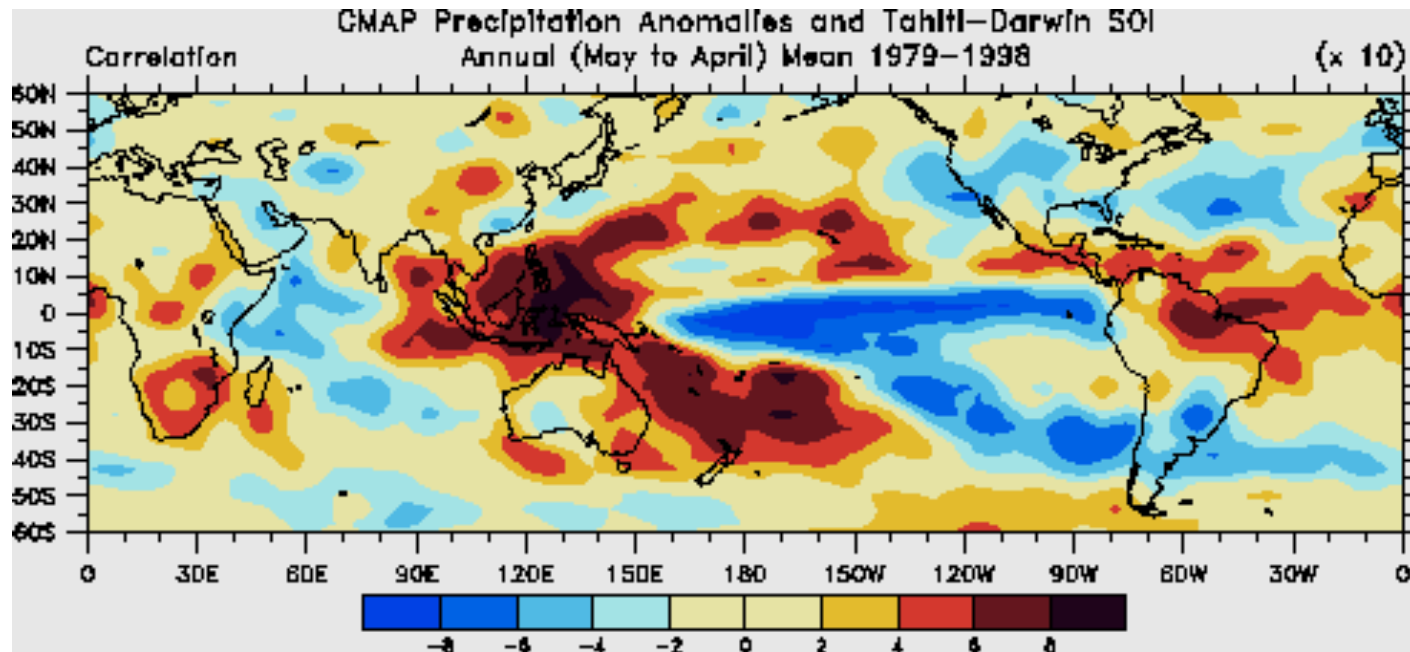 CMAP Precipitation Anomalies and Tahiti-Darwin SOI
Correlation Annual (May to April) Mean 1979-1998 (x 10)
60N
50N
40N
30N
20N
10N
0
10S
20S
30S
40S
50S
60S
0 30E 60E 90E 120E 150E 180 150W 120W 90W 60W 30W 0
-8 -6 -4 -2 0 2 4 6 8